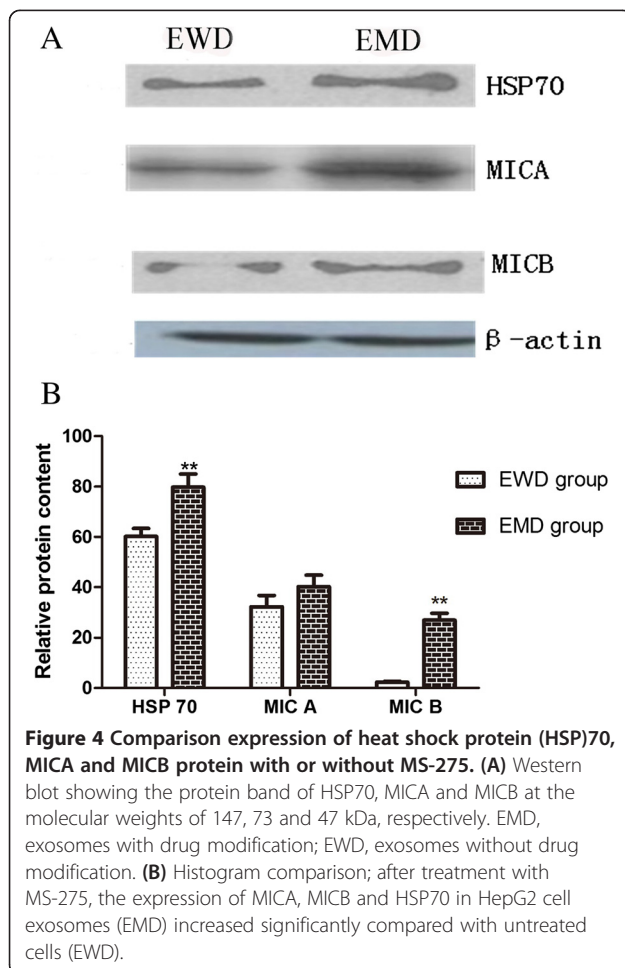 A
EWD EMD
HSP70
MICA
MICB
β-actin
B
100
80
60
40
20
0
Relative protein content
**
**
EWD group
EMD group
HSP 70 MIC A MIC B
Figure 4 Comparison expression of heat shock protein (HSP)70,
MICA and MICB protein with or without MS-275. (A) Western
blot showing the protein band of HSP70, MICA and MICB at the
molecular weights of 147, 73 and 47 kDa, respectively. EMD,
exosomes with drug modification; EWD, exosomes without drug
modification. (B) Histogram comparison; after treatment with
MS-275, the expression of MICA, MICB and HSP70 in HepG2 cell
exosomes (EMD) increased significantly compared with untreated
cells (EWD).